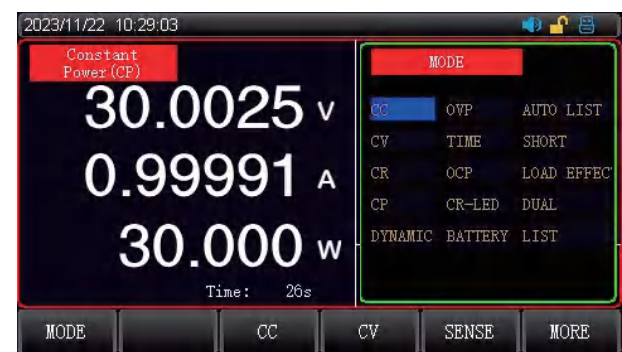 2023/11/22 10:29:03
Constant
Power(CP)
30.0025 V
0.99991 A
30.000 W
Time: 26s
MODE
CC OVP AUTO LIST
CV TIME SHORT
CR OCP LOAD EFFEC
CP CR-LED DUAL
DYNAMIC BATTERY LIST
MODE CC CV SENSE MORE